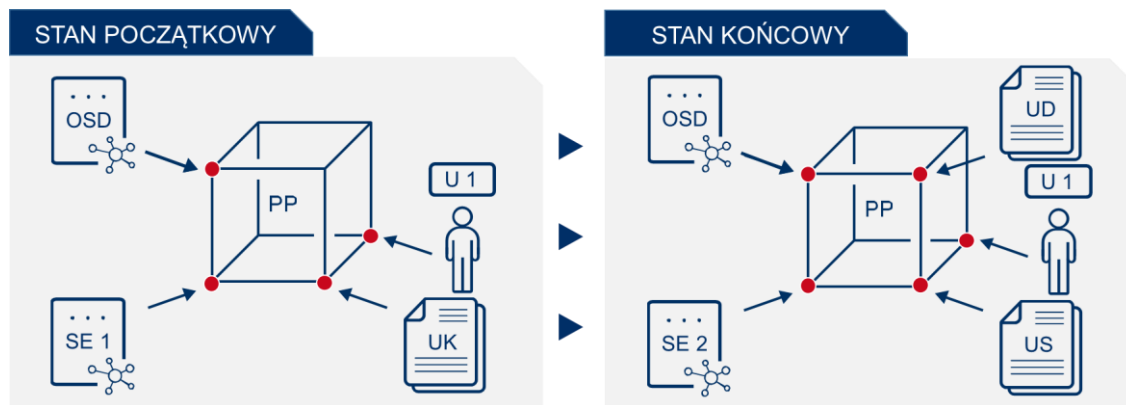 STAN POCZĄTKOWY
OSD
PP
U 1
SE 1
UK
STAN KOŃCOWY
OSD
UD
U 1
PP
SE 2
US